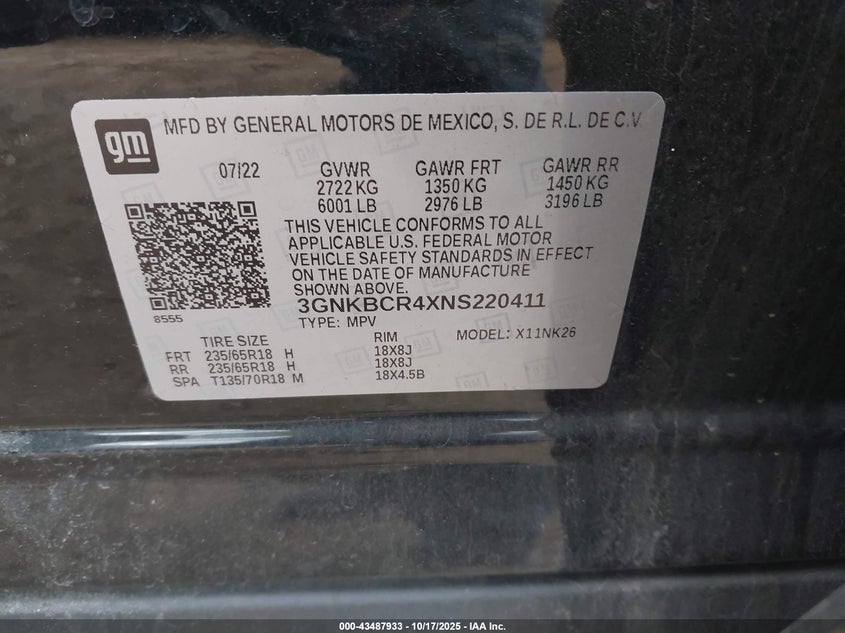 gm
MFD BY GENERAL MOTORS DE MEXICO, S. DE R.L. DE C.V.
07/22 GVWR GAWR FRT GAWR RR
2722 KG 1350 KG 1450 KG
6001 LB 2976 LB 3196 LB
THIS VEHICLE CONFORMS TO ALL
APPLICABLE U.S. FEDERAL MOTOR
VEHICLE SAFETY STANDARDS IN EFFECT
ON THE DATE OF MANUFACTURE
SHOWN ABOVE.
8555
3GNKBCR4XNS220411
TYPE: MPV MODEL: X11NK26
TIRE SIZE RIM
FRT 235/65R18 H 18X8J
RR 235/65R18 H 18X8J
SPA T135/70R18 M 18X4.5B
000-43487933 | 10/17/2025 - IAA Inc.